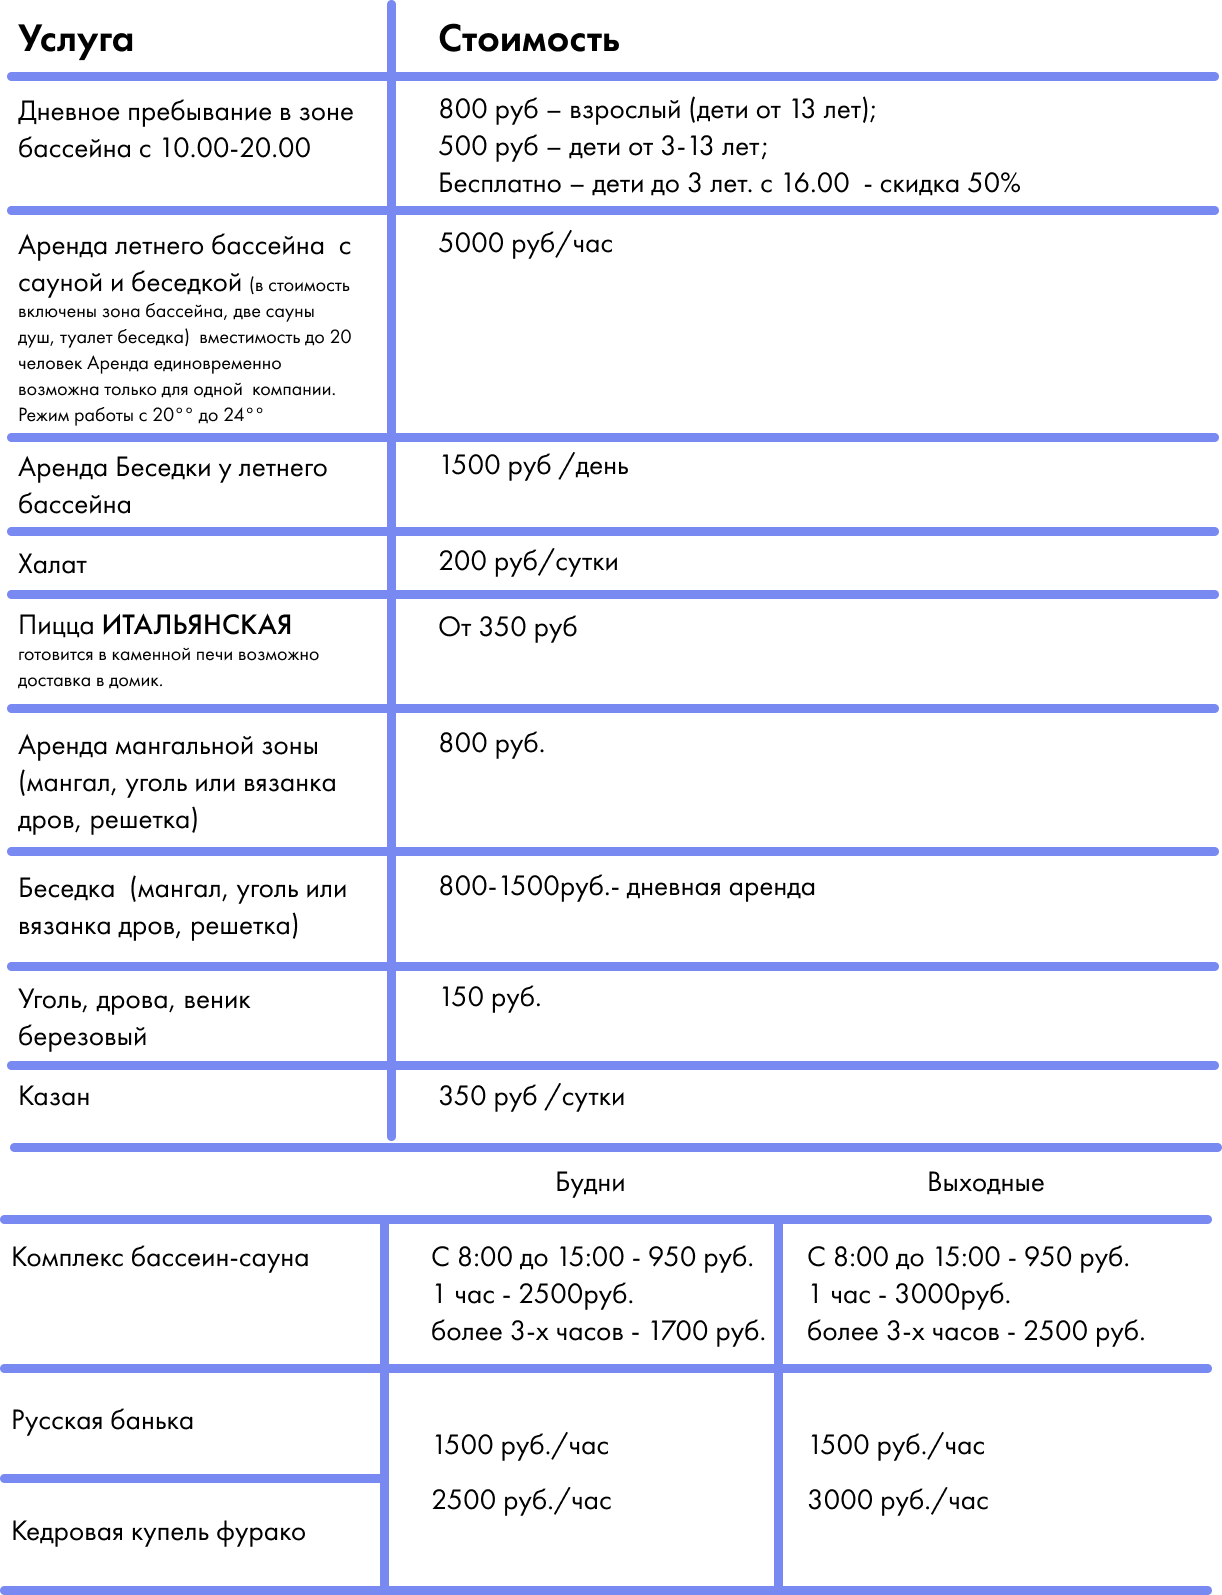 Услуга
Стоимость
Дневное пребывание в зоне
бассейна с 10.00-20.00
800 руб – взрослый (дети от 13 лет);
500 руб – дети от 3-13 лет;
Бесплатно – дети до 3 лет. с 16.00  - скидка 50%
Аренда летнего бассейна  с
сауной и беседкой (в стоимость
включены зона бассейна, две сауны
душ, туалет беседка)  вместимость до 20
человек Аренда единовременно
возможна только для одной  компании.
Режим работы с 20°° до 24°°
5000 руб/час
Аренда Беседки у летнего
бассейна
1500 руб /день
Халат
200 руб/сутки
Пицца ИТАЛЬЯНСКАЯ
готовится в каменной печи возможно
доставка в домик.
От 350 руб
Аренда мангальной зоны
(мангал, уголь или вязанка
дров, решетка)
800 руб.
Беседка  (мангал, уголь или
вязанка дров, решетка)
800-1500руб.- дневная аренда
Уголь, дрова, веник
березовый
150 руб.
Казан
350 руб /сутки
Будни
Выходные
Комплекс бассеин-сауна
С 8:00 до 15:00 - 950 руб.
1 час - 2500руб.
более 3-х часов - 1700 руб.
С 8:00 до 15:00 - 950 руб.
1 час - 3000руб.
более 3-х часов - 2500 руб.
Русская банька
1500 руб./час
1500 руб./час
Кедровая купель фурако
2500 руб./час
3000 руб./час